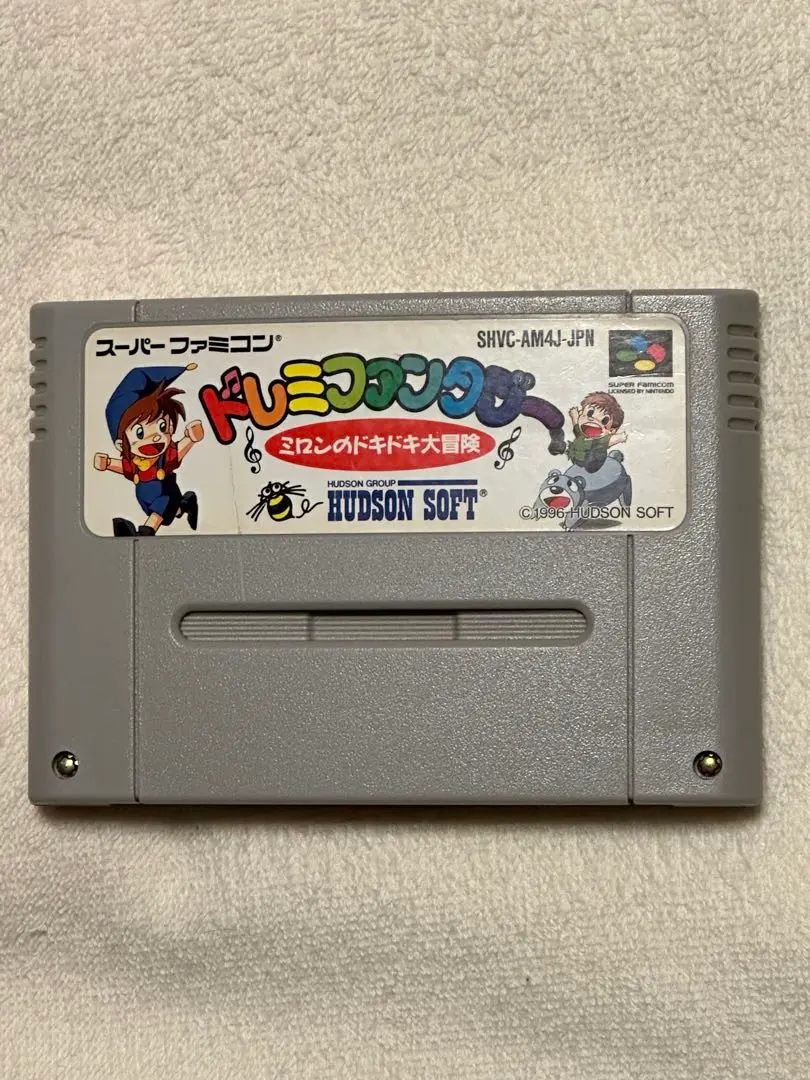 スーパーファミコン®
SHVC-AM4J-JPN
ドレミファンタジー
SUPER FAMICOM
LICENSED BY NINTENDO
ミロンのドキドキ大冒険
HUDSON GROUP
HUDSON SOFT®
©1996 HUDSON SOFT